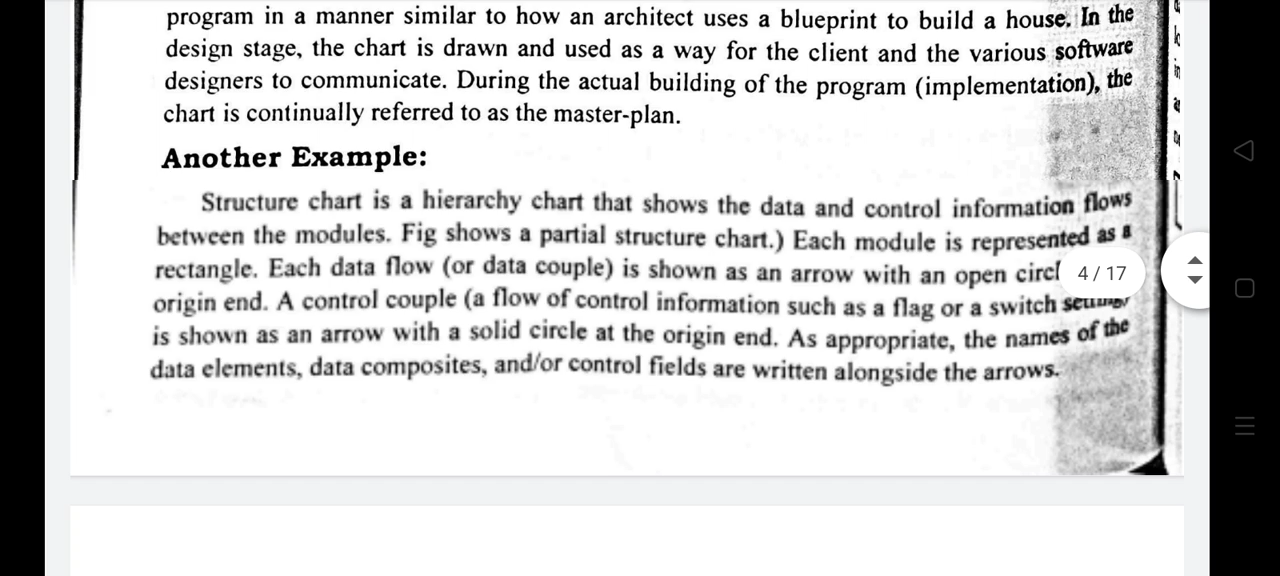 program in a manner similar to how an architect uses a blueprint to build a house. In the
design stage, the chart is drawn and used as a way for the client and the various software
designers to communicate. During the actual building of the program (implementation), the
chart is continually referred to as the master-plan.
Another Example:
Structure chart is a hierarchy chart that shows the data and control information flows
between the modules. Fig shows a partial structure chart.) Each module is represented as a
rectangle. Each data flow (or data couple) is shown as an arrow with an open
4 / 17
origin end. A control couple (a flow of control information such as a flag or a switch
is shown as an arrow with a solid circle at the origin end. As appropriate, the names of the
data elements, data composites, and/or control fields are written alongside the arrows.